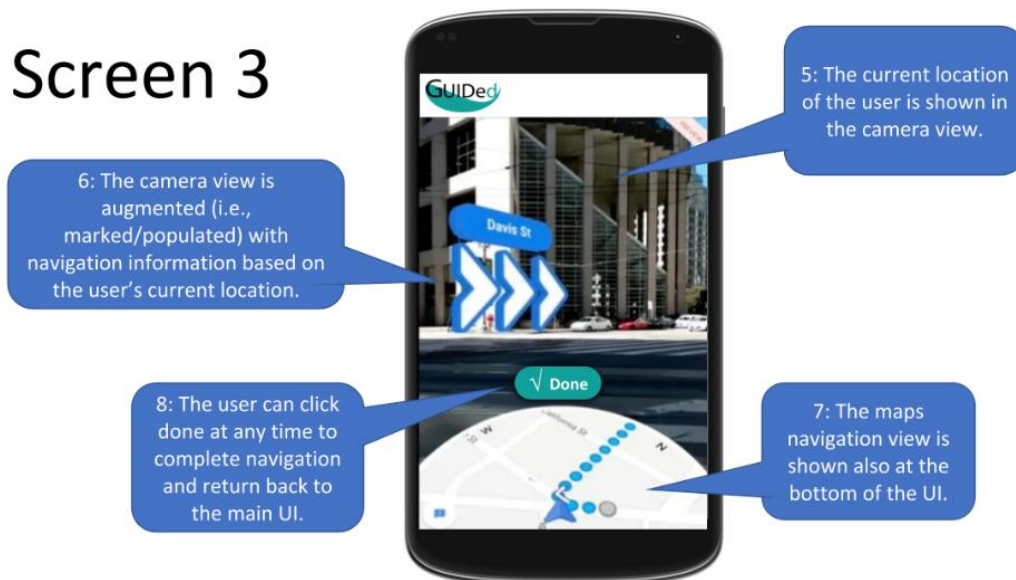 Screen 3
GUIDed
PREVIEW
5: The current location
of the user is shown in
the camera view.
6: The camera view is
augmented (i.e.,
marked/populated) with
navigation information based on
the user's current location.
Davis St
√ Done
8: The user can click
done at any time to
complete navigation
and return back to
the main UI.
California St
W
N
7: The maps
navigation view is
shown also at the
bottom of the UI.